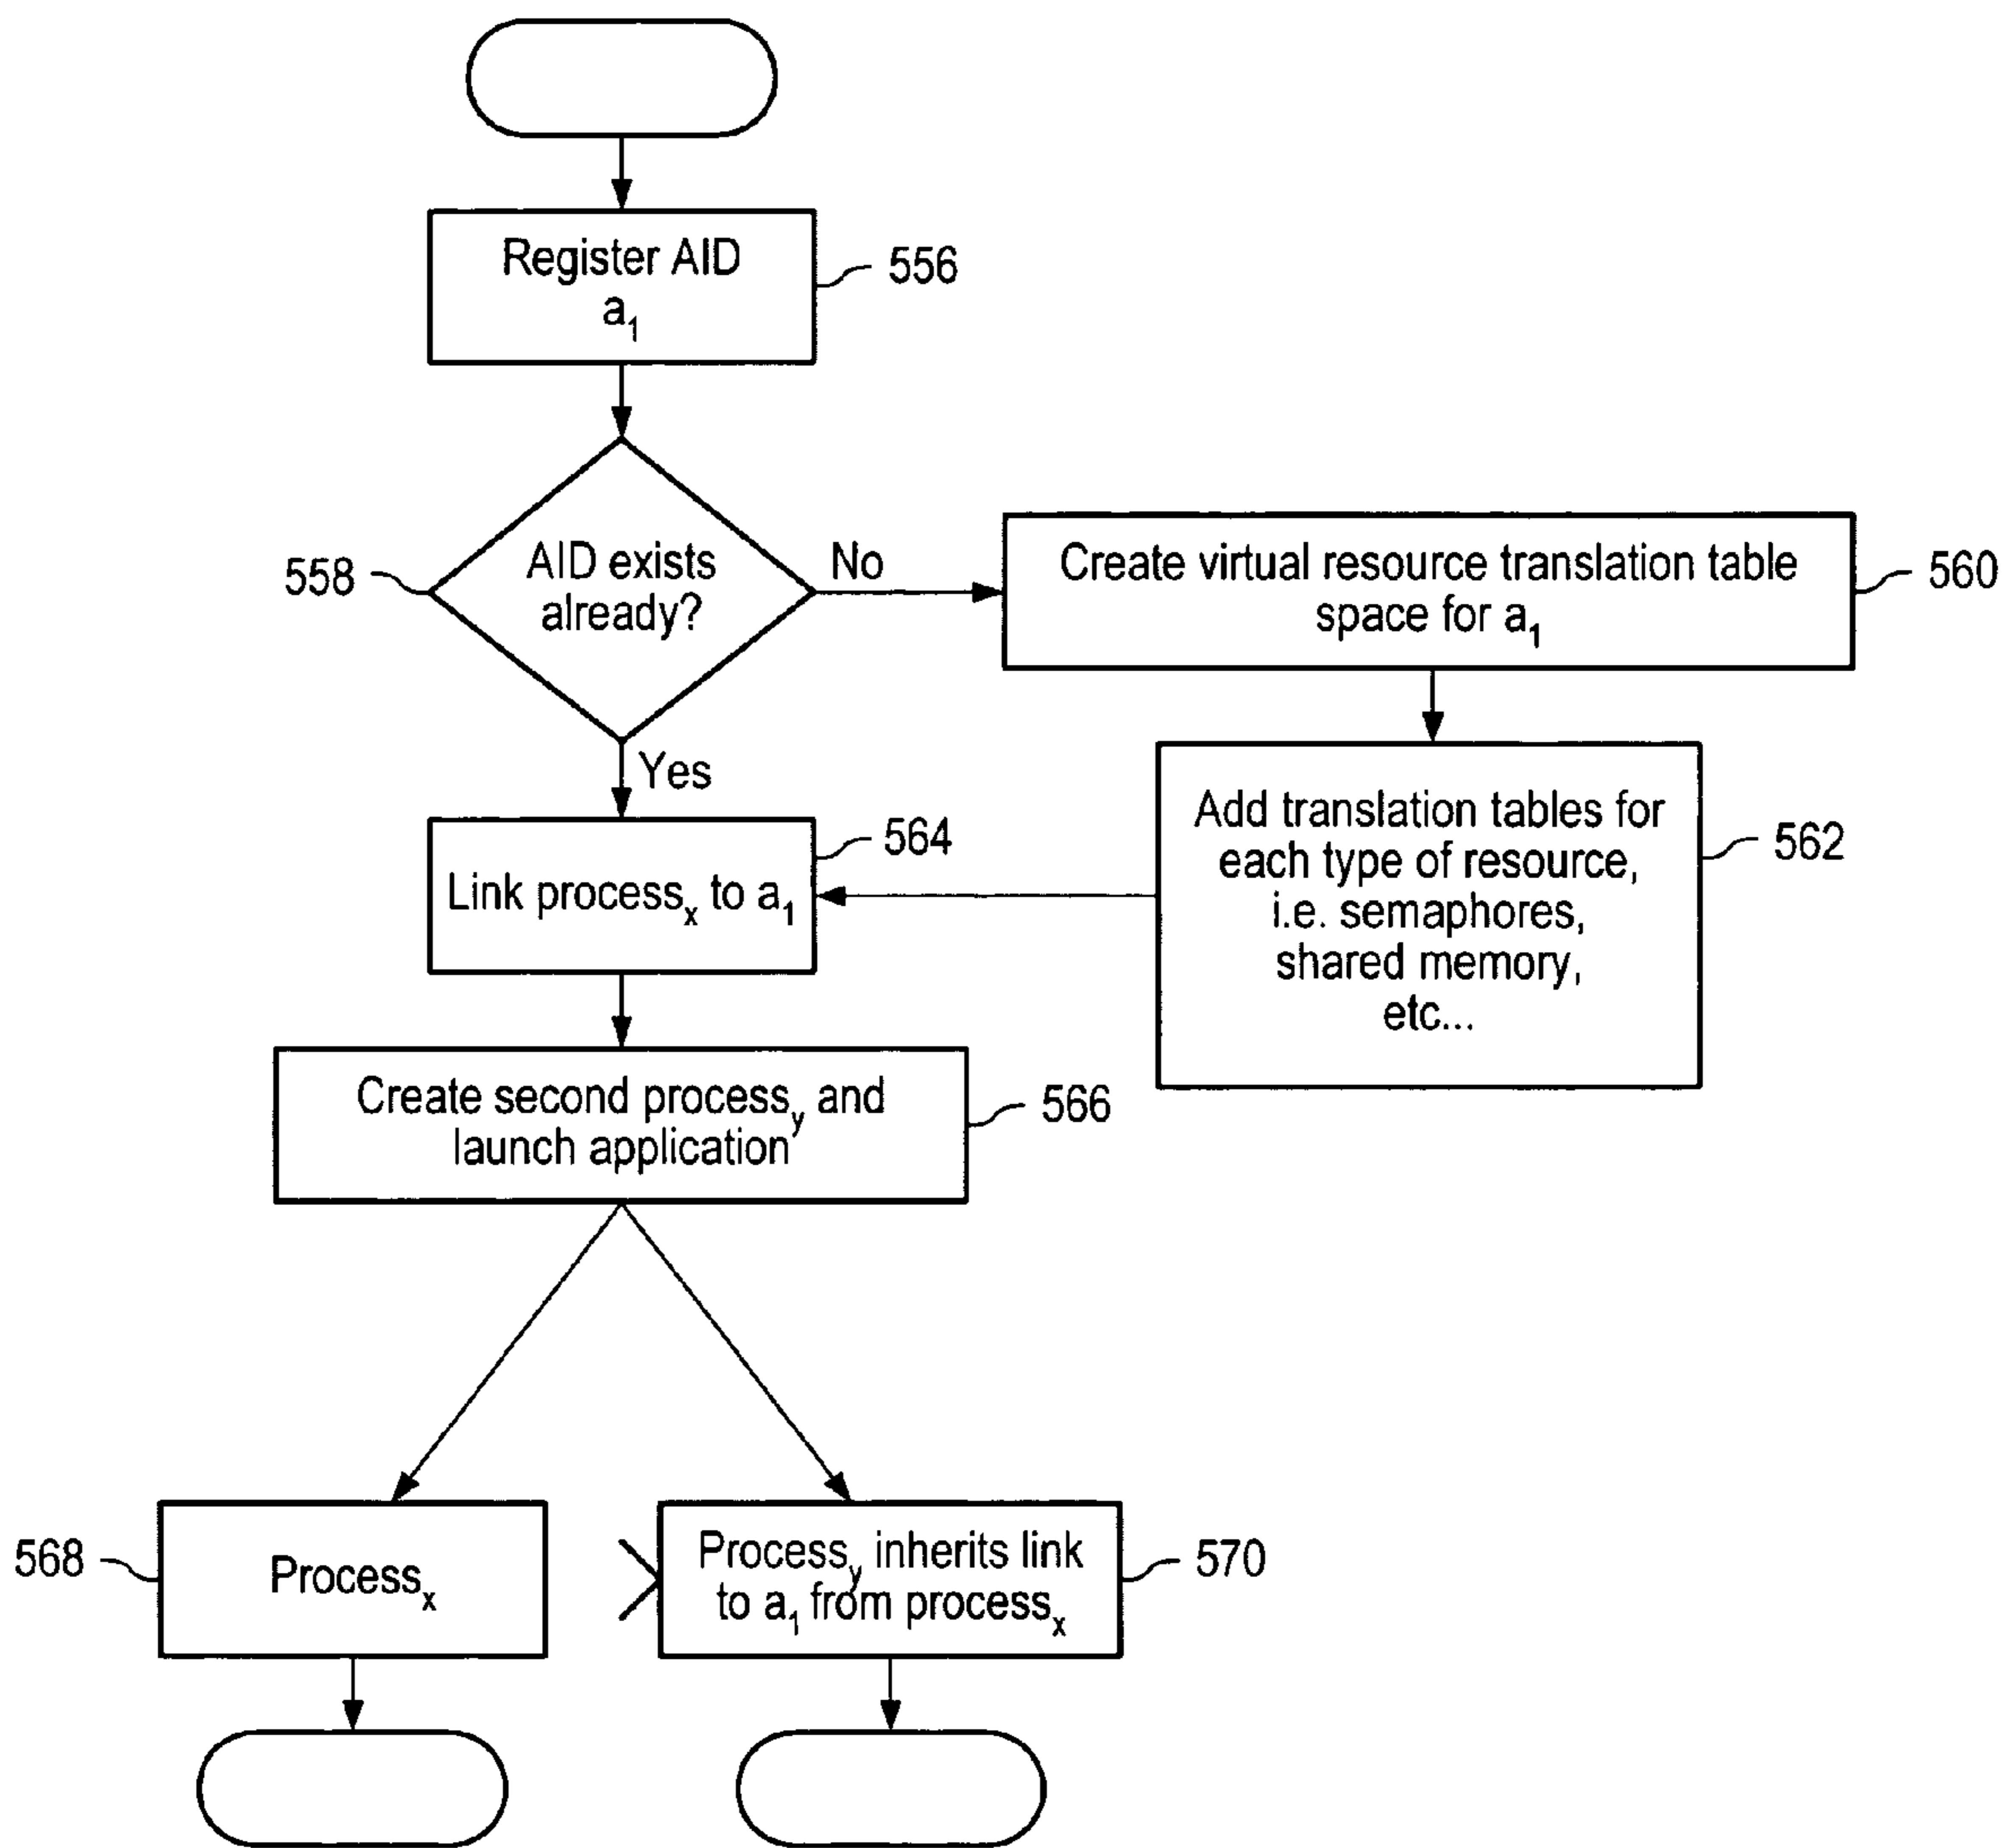 Register AID
a₁
556
558
AID exists
already?
No
Yes
Create virtual resource translation table
space for a₁
560
Add translation tables for
each type of resource,
i.e. semaphores,
shared memory,
etc...
562
564
Link processₓ to a₁
Create second process_y and
launch application
566
568
Processₓ
Process_y inherits link
to a₁ from processₓ
570